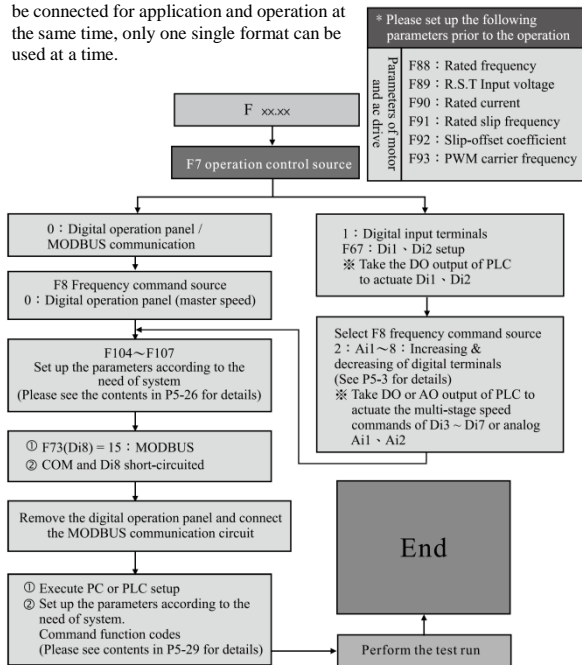 be connected for application and operation at
the same time, only one single format can be
used at a time.
* Please set up the following
parameters prior to the operation
Parameters of motor
and ac drive
F88：Rated frequency
F89：R.S.T Input voltage
F90：Rated current
F91：Rated slip frequency
F92：Slip-offset coefficient
F93：PWM carrier frequency
F xx.xx
F7 operation control source
0：Digital operation panel /
MODBUS communication
F8 Frequency command source
0：Digital operation panel (master speed)
F104～F107
Set up the parameters according to the
need of system
(Please see the contents in P5-26 for details)
① F73(Di8) = 15：MODBUS
② COM and Di8 short-circuited
Remove the digital operation panel and connect
the MODBUS communication circuit
① Execute PC or PLC setup
② Set up the parameters according to the
need of system.
Command function codes
(Please see contents in P5-29 for details)
1：Digital input terminals
F67：Di1、Di2 setup
※ Take the DO output of PLC
to actuate Di1、Di2
Select F8 frequency command source
2：Ai1～8：Increasing &
decreasing of digital terminals
(See P5-3 for details)
※ Take DO or AO output of PLC to
actuate the multi-stage speed
commands of Di3 ~ Di7 or analog
Ai1、Ai2
Perform the test run
End